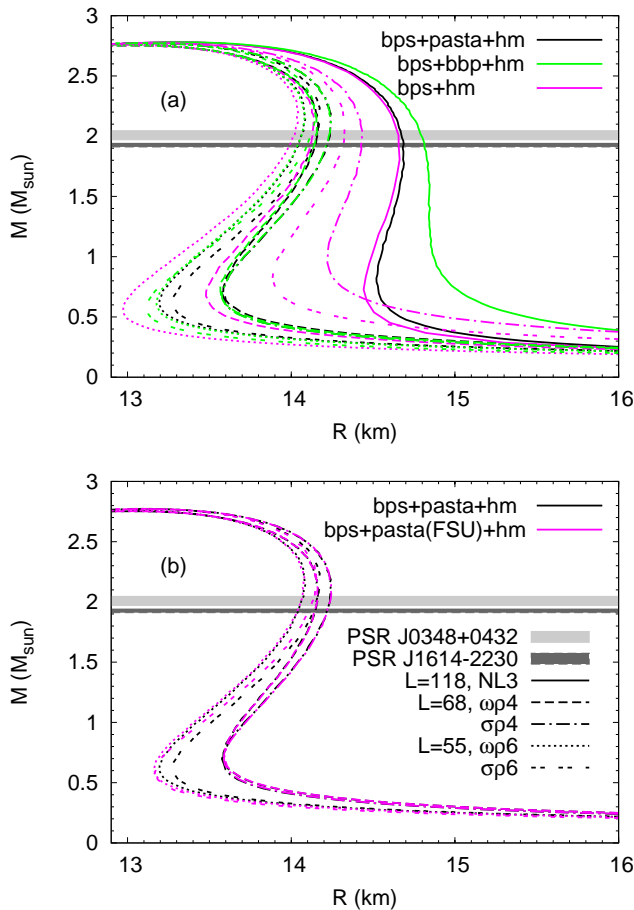 3
2.5
2
1.5
1
0.5
0
M (M_sun)
(a)
bps+pasta+hm
bps+bbp+hm
bps+hm
13 14 15 16
R (km)
3
2.5
2
1.5
1
0.5
0
M (M_sun)
(b)
bps+pasta+hm
bps+pasta(FSU)+hm
PSR J0348+0432
PSR J1614-2230
L=118, NL3
L=68, ωρ4
σρ4
L=55, ωρ6
σρ6
13 14 15 16
R (km)